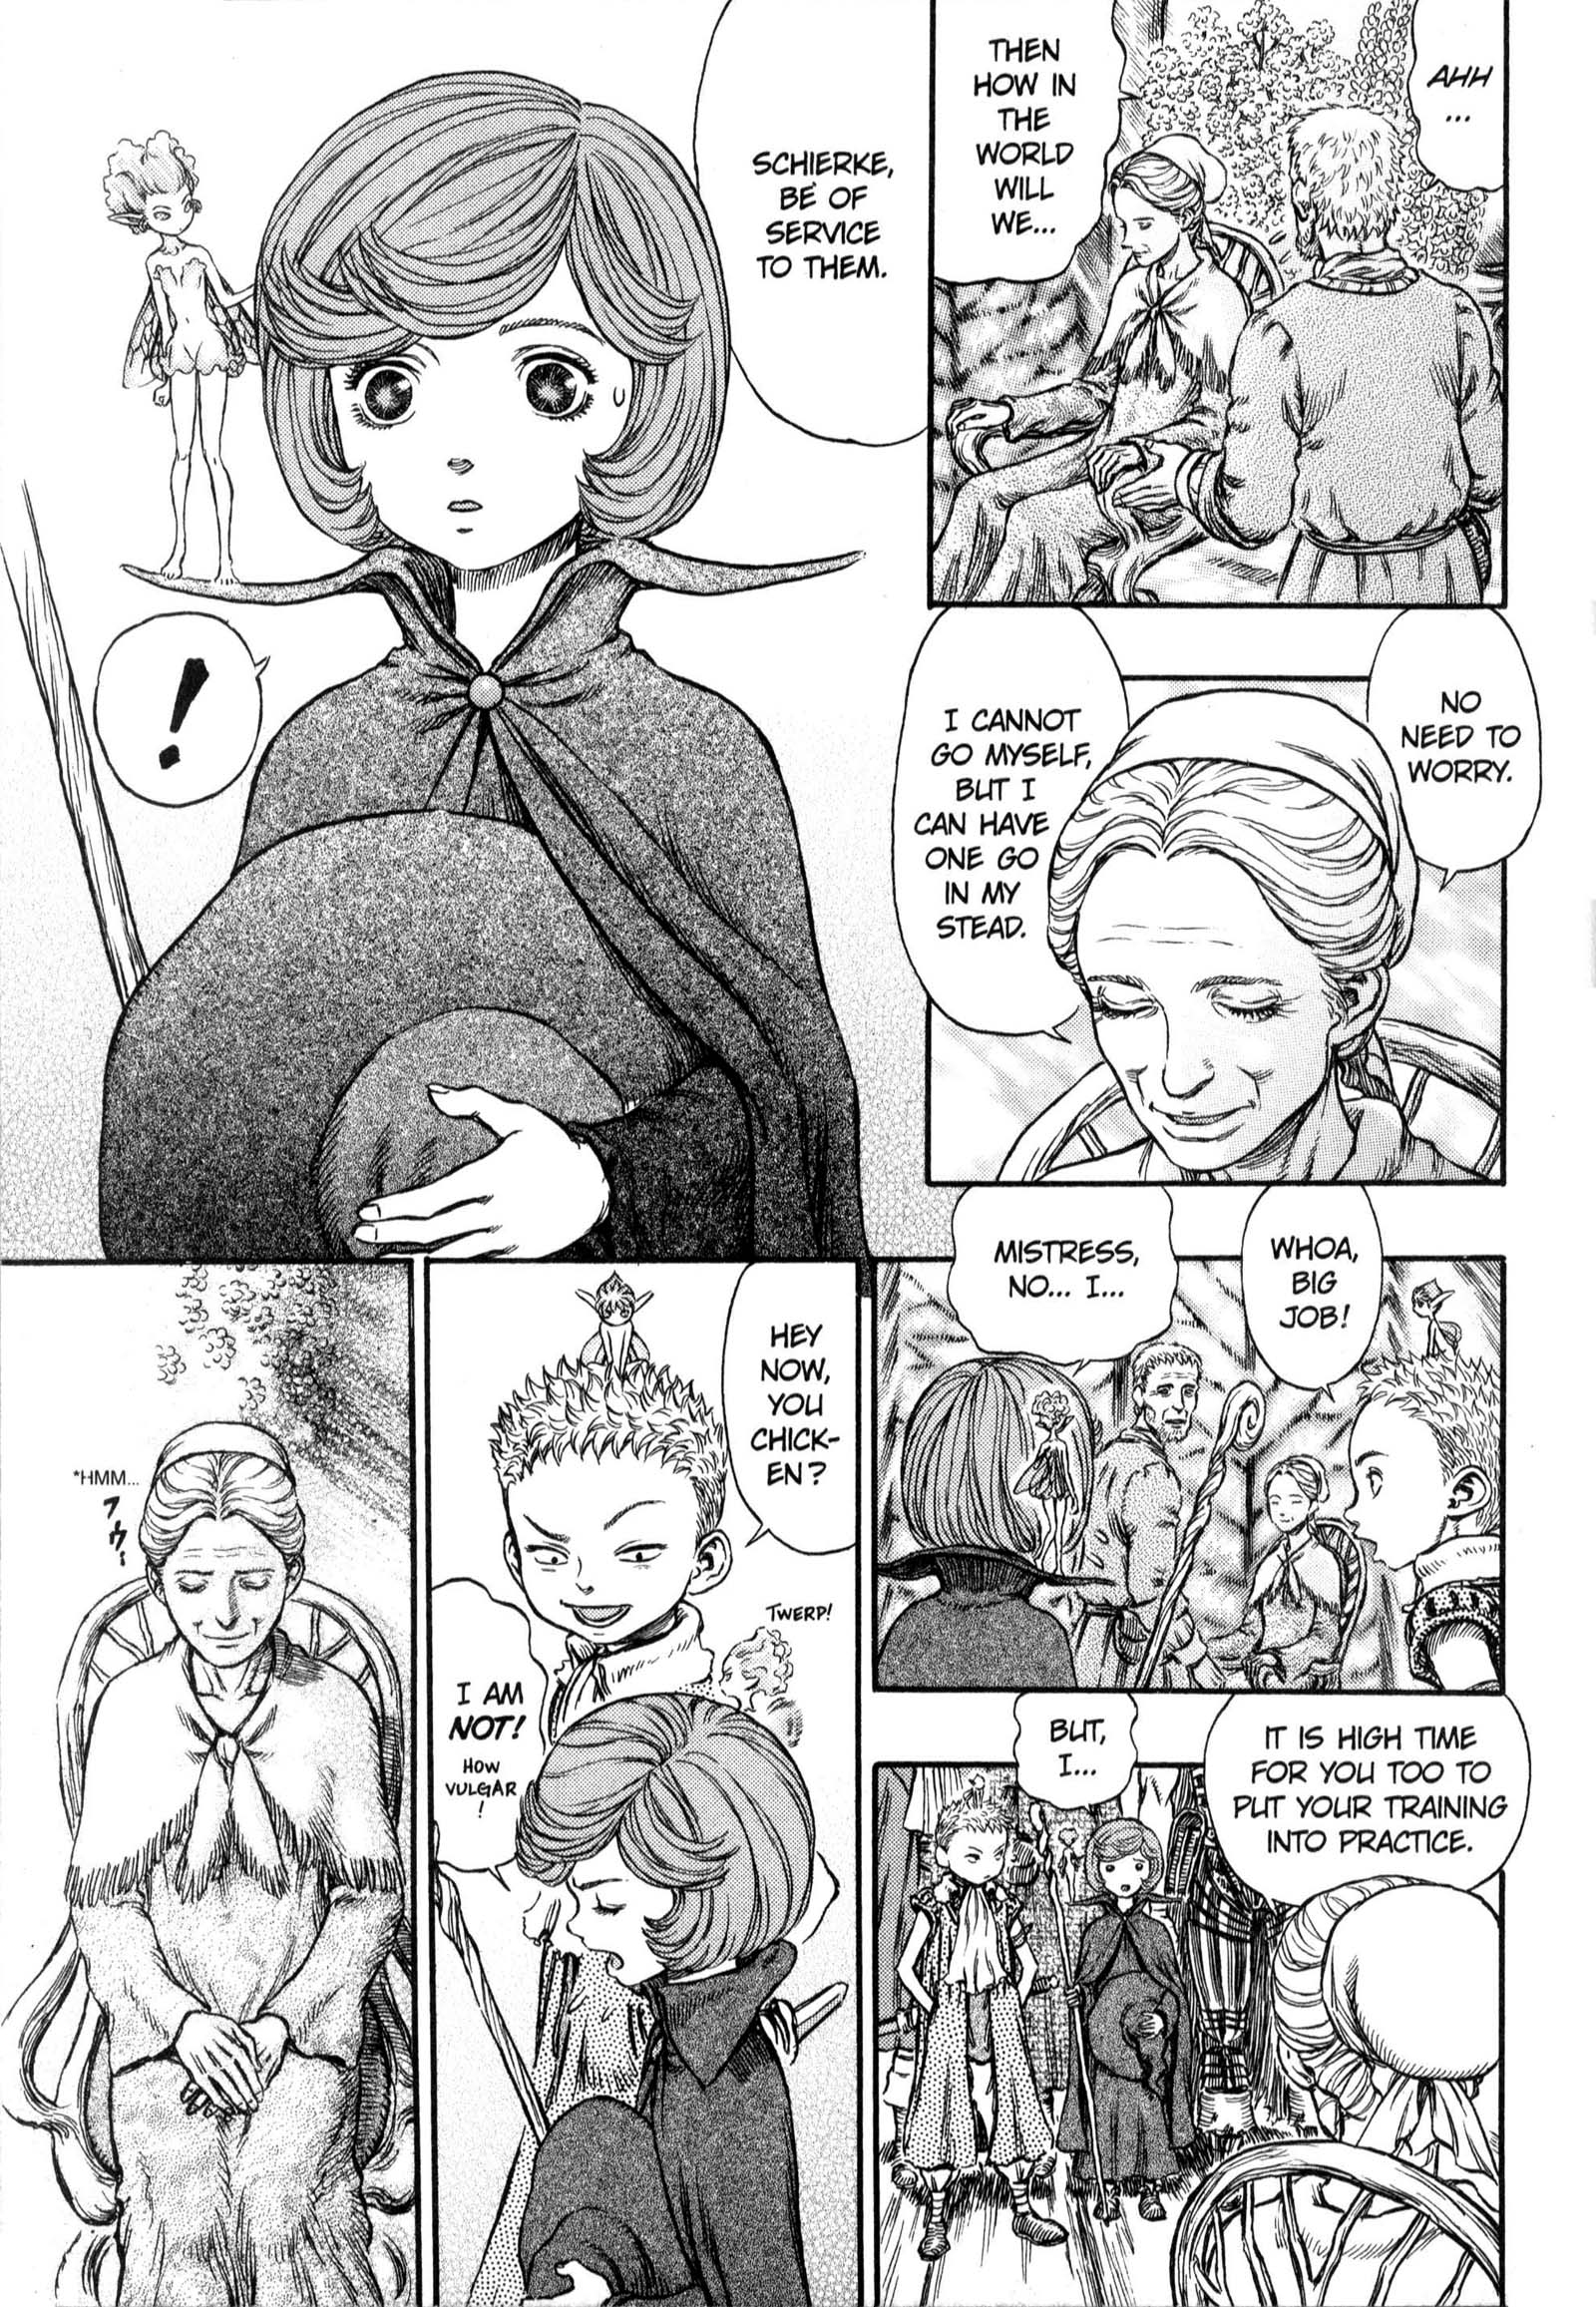 AHH
...
THEN
HOW IN
THE
WORLD
WILL
WE...
NO
NEED TO
WORRY.
I CANNOT
GO MYSELF,
BUT I
CAN HAVE
ONE GO
IN MY
STEAD.
SCHIERKE,
BE OF
SERVICE
TO THEM.
!
WHOA,
BIG
JOB!
MISTRESS,
NO... I...
IT IS HIGH TIME
FOR YOU TOO TO
PUT YOUR TRAINING
INTO PRACTICE.
BUT,
I...
HEY
NOW,
YOU
CHICK-
EN?
TWERP!
I AM
NOT!
HOW
VULGAR
!
*HMM...
フゥ〜